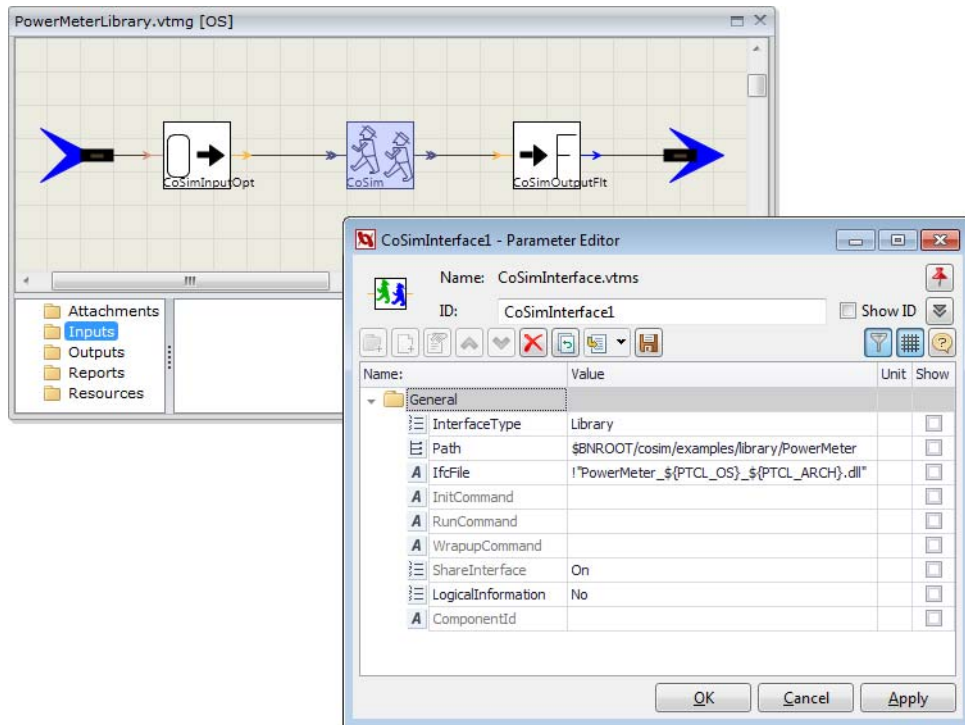 PowerMeterLibrary.vtmg [OS]
CoSimInputOpt
CoSim
CoSimOutputFlt
Attachments
Inputs
Outputs
Reports
Resources
CoSimInterface1 - Parameter Editor
Name: CoSimInterface.vtms
ID: CoSimInterface1 Show ID
Name: Value Unit Show
General
InterfaceType Library
Path $BNROOT/cosim/examples/library/PowerMeter
A IfcFile !"PowerMeter_${PTCL_OS}_${PTCL_ARCH}.dll"
A InitCommand
A RunCommand
A WrapupCommand
ShareInterface On
LogicalInformation No
A ComponentId
OK Cancel Apply